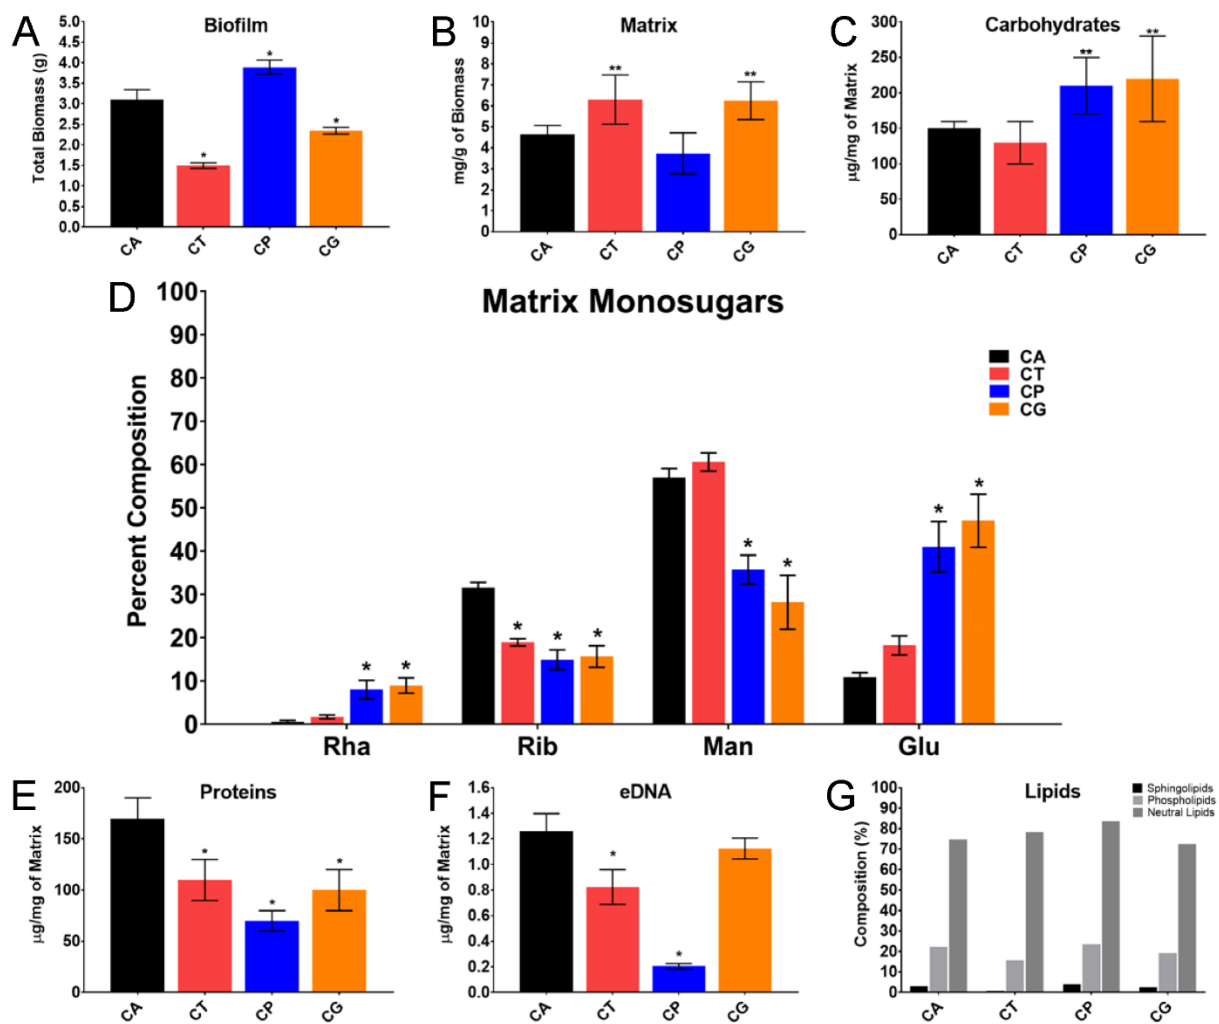 A
Biofilm
Total Biomass (g)
5.0
4.5
4.0
3.5
3.0
2.5
2.0
1.5
1.0
0.5
0.0
*
*
*
CA
CT
CP
CG
B
Matrix
mg/g of Biomass
10
9
8
7
6
5
4
3
2
1
0
**
**
CA
CT
CP
CG
C
Carbohydrates
µg/mg of Matrix
300
250
200
150
100
50
0
**
**
CA
CT
CP
CG
D
Matrix Monosugars
Percent Composition
100
90
80
70
60
50
40
30
20
10
0
CA
CT
CP
CG
* *
* * *
* *
* *
Rha
Rib
Man
Glu
E
Proteins
µg/mg of Matrix
200
150
100
50
0
*
*
*
CA
CT
CP
CG
F
eDNA
µg/mg of Matrix
1.6
1.4
1.2
1.0
0.8
0.6
0.4
0.2
0.0
*
*
CA
CT
CP
CG
G
Lipids
Composition (%)
100
90
80
70
60
50
40
30
20
10
0
Sphingolipids
Phospholipids
Neutral Lipids
CA
CT
CP
CG